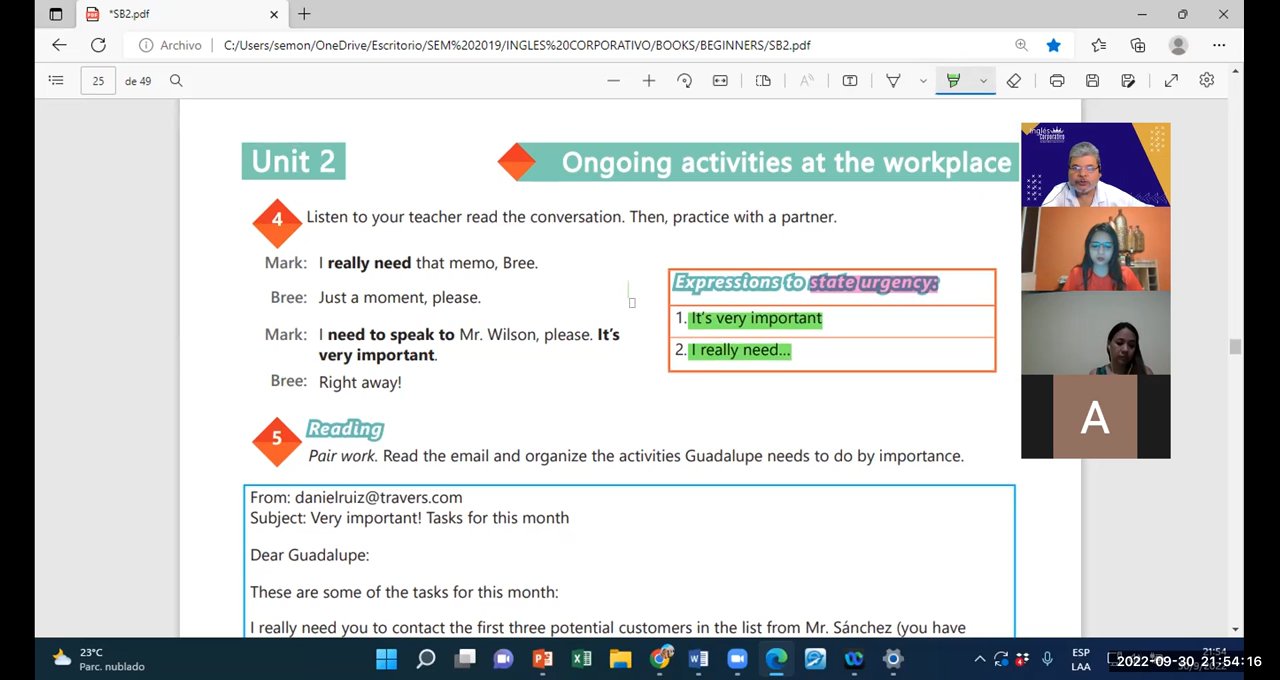 *SB2.pdf
Archivo
C:/Users/semon/OneDrive/Escritorio/SEM%202019/INGLES%20CORPORATIVO/BOOKS/BEGINNERS/SB2.pdf
25 de 49
Unit 2
Ongoing activities at the workplace
4 Listen to your teacher read the conversation. Then, practice with a partner.
Mark: I really need that memo, Bree.
Bree: Just a moment, please.
Mark: I need to speak to Mr. Wilson, please. It's
very important.
Bree: Right away!
Expressions to state urgency:
1. It's very important
2. I really need...
5 Reading
Pair work. Read the email and organize the activities Guadalupe needs to do by importance.
From: danielruiz@travers.com
Subject: Very important! Tasks for this month
Dear Guadalupe:
These are some of the tasks for this month:
I really need you to contact the first three potential customers in the list from Mr. Sánchez (you have
inglés
corporativo
A
23°C
Parc. nublado
ESP
LAA
21:54
2022-09-30 21:54:16